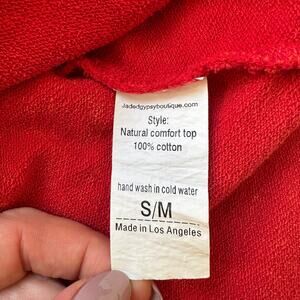 Jadedgypsyboutique.com
Style:
Natural comfort top
100% cotton
hand wash in cold water
S/M
Made in Los Angeles